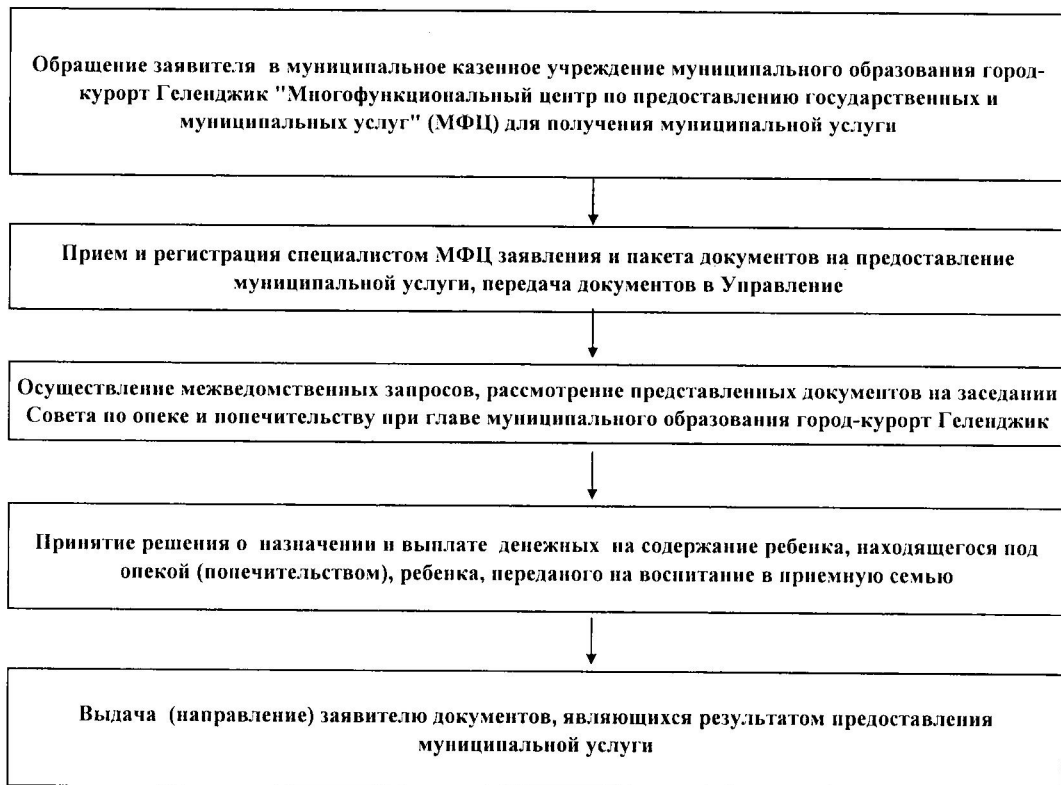 Обращение заявителя в муниципальное казенное учреждение муниципального образования город-
курорт Геленджик "Многофункциональный центр по предоставлению государственных и
муниципальных услуг" (МФЦ) для получения муниципальной услуги
Прием и регистрация специалистом МФЦ заявления и пакета документов на предоставление
муниципальной услуги, передача документов в Управление
Осуществление межведомственных запросов, рассмотрение представленных документов на заседании
Совета по опеке и попечительству при главе муниципального образования город-курорт Геленджик
Принятие решения о назначении и выплате денежных на содержание ребенка, находящегося под
опекой (попечительством), ребенка, переданого на воспитание в приемную семью
Выдача (направление) заявителю документов, являющихся результатом предоставления
муниципальной услуги